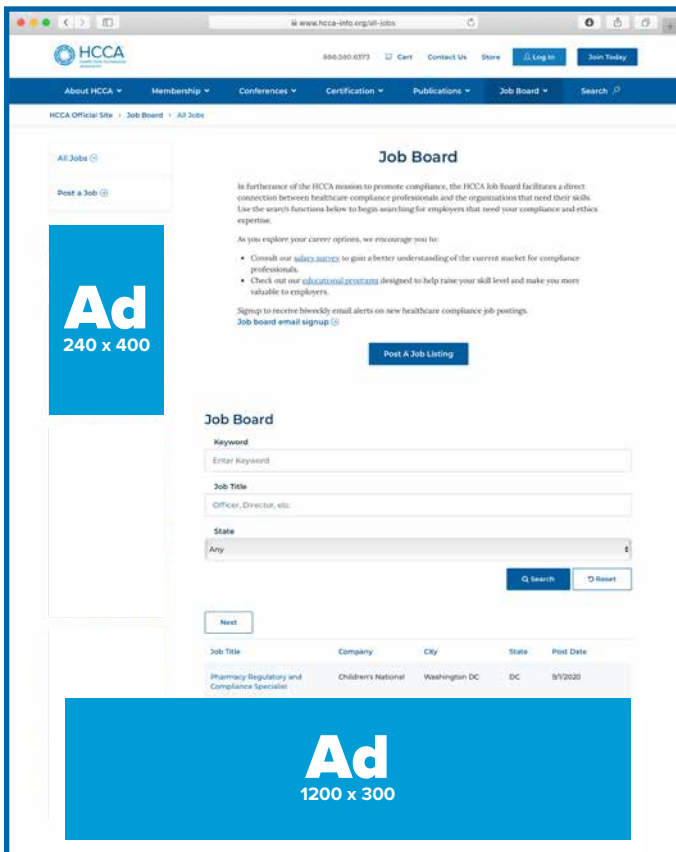 www.hcca-info.org/all-jobs
HCCA
888.580.8373 Cart Contact Us Store Log In Join Today
About HCCA Membership Conferences Certification Publications Job Board Search
HCCA Official Site › Job Board › All Jobs
All Jobs
Post a Job
Job Board
In furtherance of the HCCA mission to promote compliance, the HCCA Job Board facilitates a direct
connection between healthcare compliance professionals and the organizations that need their skills.
Use the search functions below to begin searching for employers that need your compliance and ethics
expertise.
As you explore your career options, we encourage you to:
• Consult our salary survey to gain a better understanding of the current market for compliance
professionals.
• Check out our educational programs designed to help raise your skill level and make you more
valuable to employers.
Signup to receive biweekly email alerts on new healthcare compliance job postings.
Job board email signup
Post A Job Listing
Ad
240 x 400
Job Board
Keyword
Enter Keyword
Job Title
Officer, Director, etc.
State
Any
Search Reset
Next
Job Title Company City State Post Date
Pharmacy Regulatory and Children's National Washington DC DC 9/1/2020
Compliance Specialist
Ad
1200 x 300